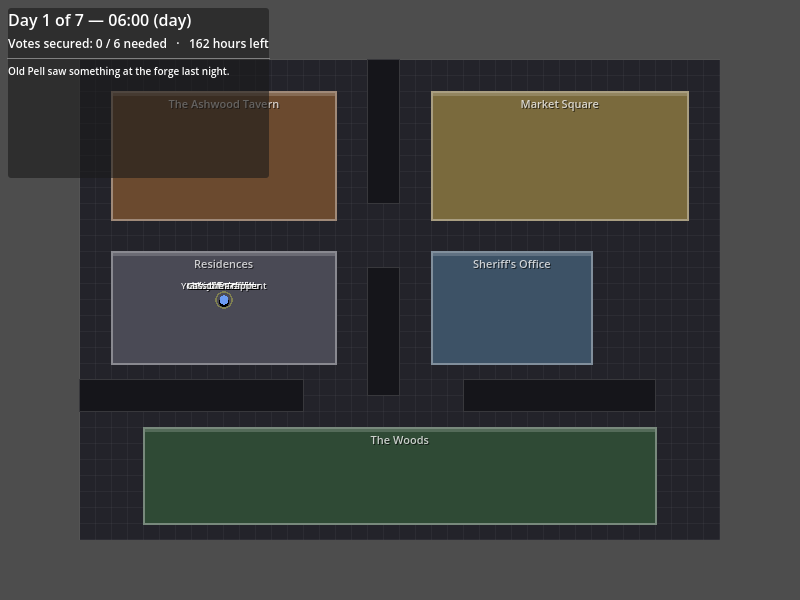 Day 1 of 7 — 06:00 (day)
Votes secured: 0 / 6 needed · 162 hours left
Old Pell saw something at the forge last night.
The Ashwood Tavern
Market Square
Residences
Sheriff's Office
The Woods